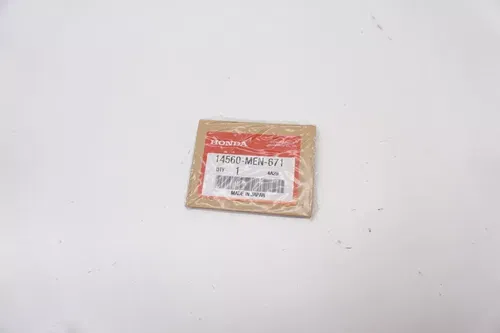 HONDA
14560-MEN-671
QTY 1
MADE IN JAPAN